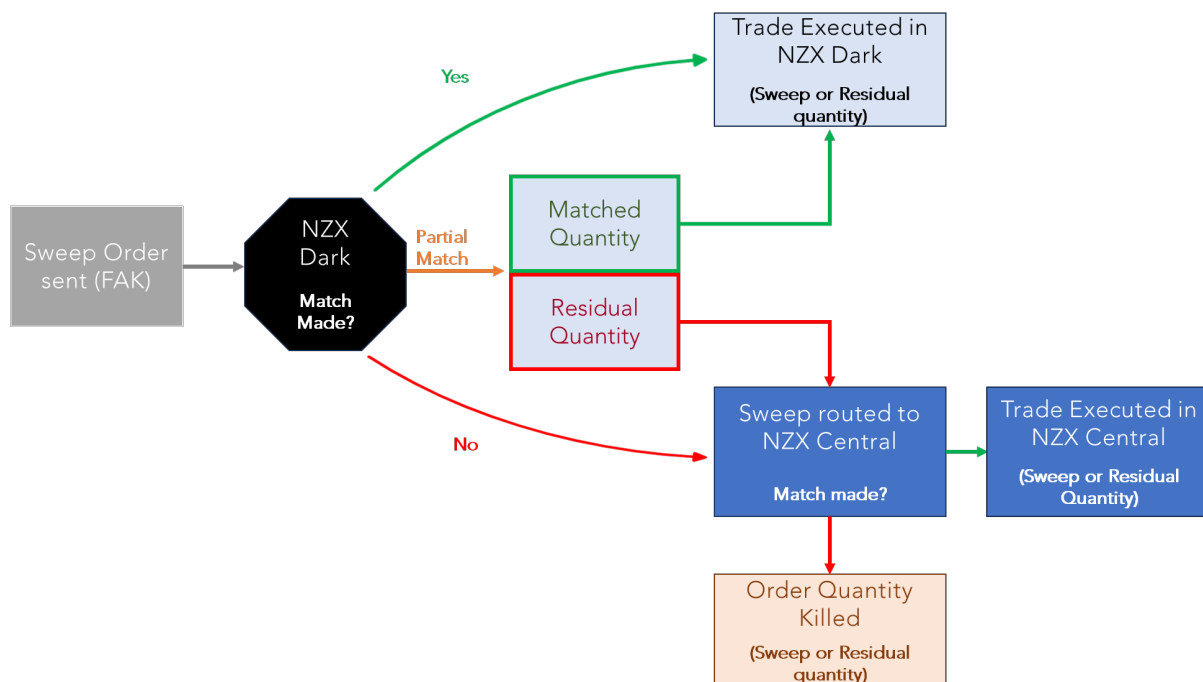 Trade Executed in
NZX Dark
(Sweep or Residual
quantity)
Yes
Sweep Order
sent (FAK)
NZX
Dark
Match
Made?
Partial
Match
Matched
Quantity
Residual
Quantity
No
Sweep routed to
NZX Central
Match made?
Trade Executed in
NZX Central
(Sweep or Residual
Quantity)
Order Quantity
Killed
(Sweep or Residual
quantity)